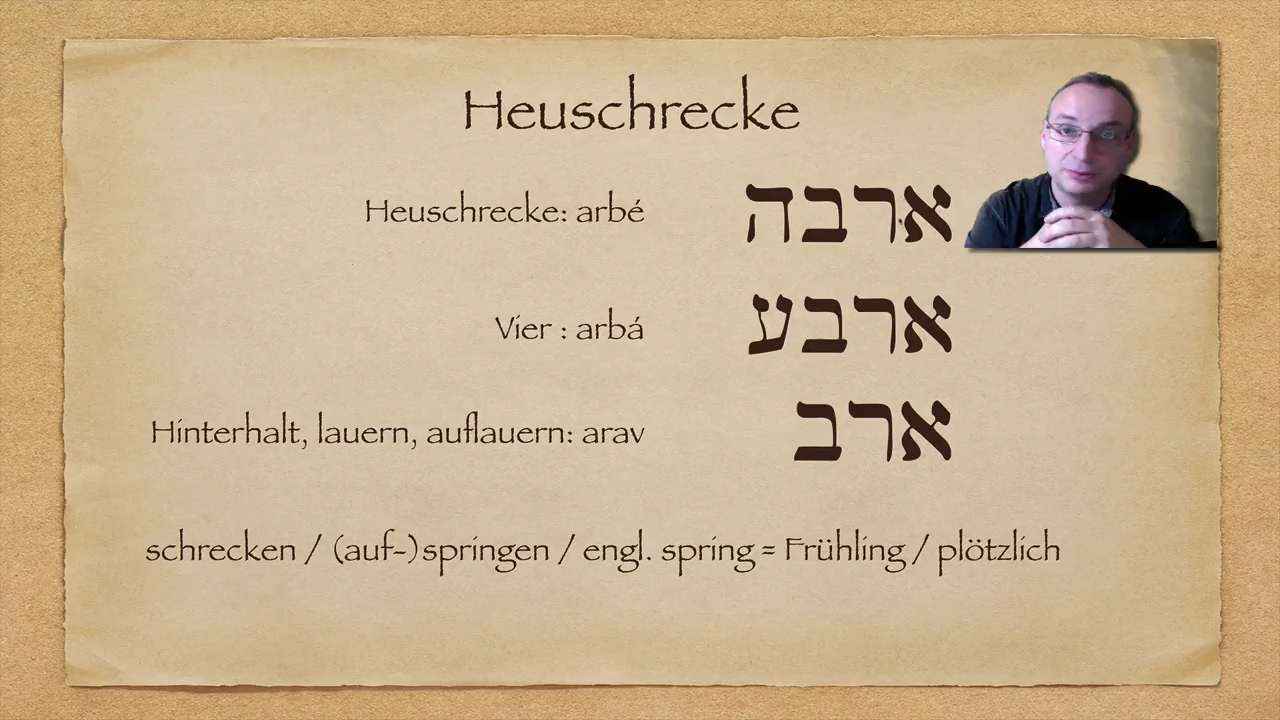 Heuschrecke
Heuschrecke: arbé ארבה
Vier : arbá ארבע
Hinterhalt, lauern, auflauern: arav ארב
schrecken / (auf-)springen / engl. spring = Frühling / plötzlich